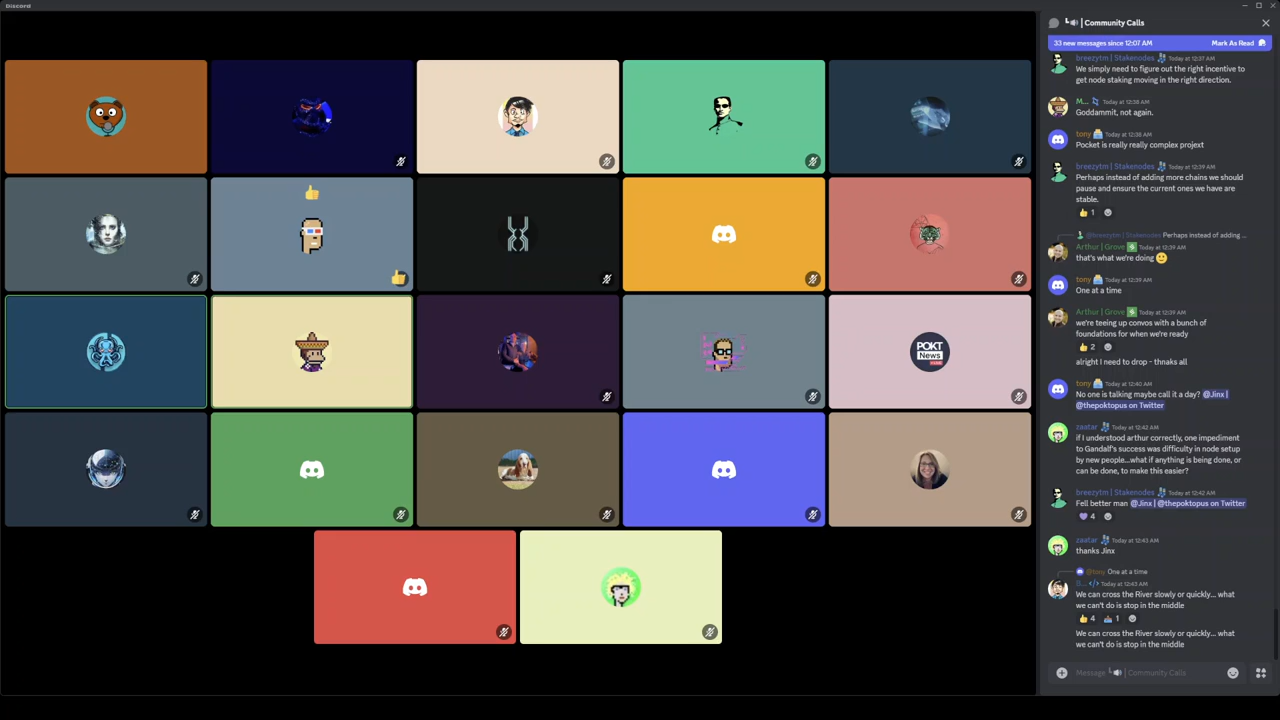 Discord
Community Calls
33 new messages since 12:07 AM Mark As Read
breezytm | Stakenodes Today at 12:37 AM
We simply need to figure out the right incentive to
get node staking moving in the right direction.
M... Today at 12:38 AM
Goddammit, not again.
tony Today at 12:38 AM
Pocket is really really complex projext
breezytm | Stakenodes Today at 12:39 AM
Perhaps instead of adding more chains we should
pause and ensure the current ones we have are
stable.
1
@breezytm | Stakenodes Perhaps instead of adding ...
Arthur | Grove Today at 12:39 AM
that's what we're doing
tony Today at 12:39 AM
One at a time
Arthur | Grove Today at 12:39 AM
we're teeing up convos with a bunch of
foundations for when we're ready
2
alright I need to drop - thnaks all
tony Today at 12:40 AM
No one is talking maybe call it a day? @Jinx |
@thepoktopus on Twitter
zaatar Today at 12:42 AM
if I understood arthur correctly, one impediment
to Gandalf's success was difficulty in node setup
by new people...what if anything is being done, or
can be done, to make this easier?
breezytm | Stakenodes Today at 12:42 AM
Fell better man @Jinx | @thepoktopus on Twitter
4
zaatar Today at 12:43 AM
thanks Jinx
@tony One at a time
Today at 12:43 AM
We can cross the River slowly or quickly... what
we can't do is stop in the middle
4 1
We can cross the River slowly or quickly... what
we can't do is stop in the middle
Message Community Calls
POKT
News